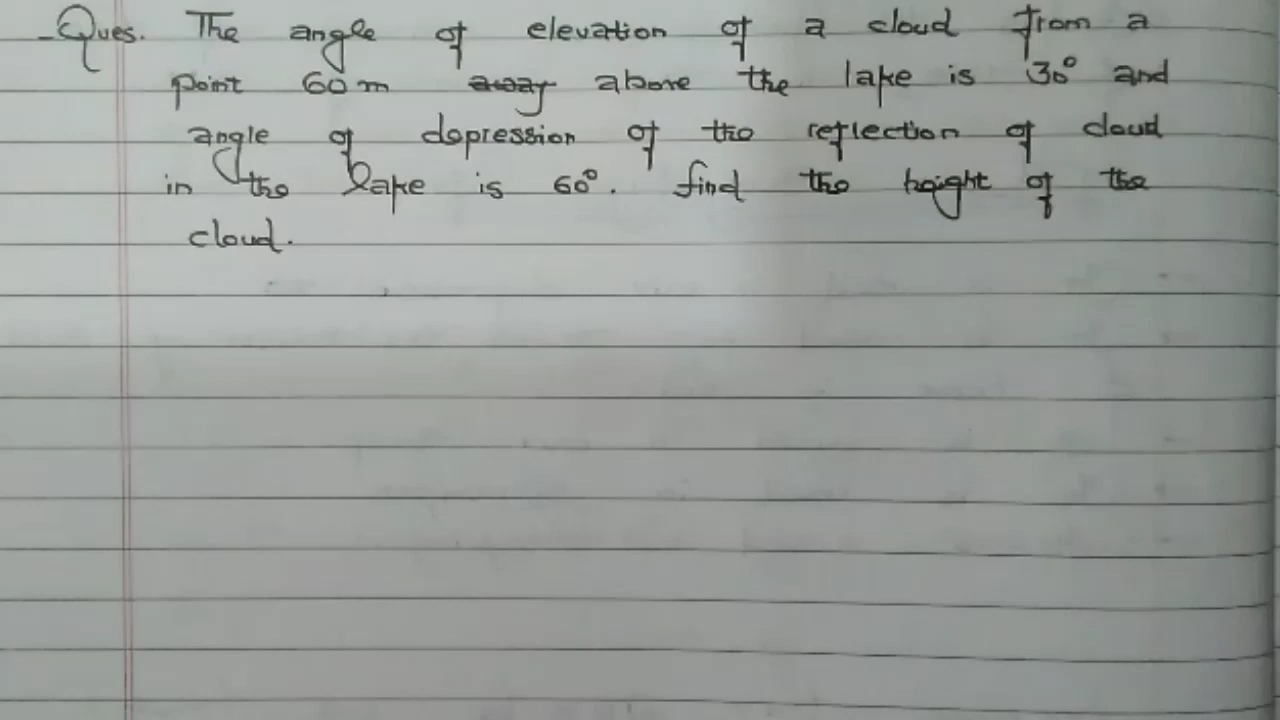 Ques. The angle of elevation of a cloud from a
point 60 m away above the lake is 30° and
angle of depression of the reflection of cloud
in the lake is 60°. find the height of the
cloud.